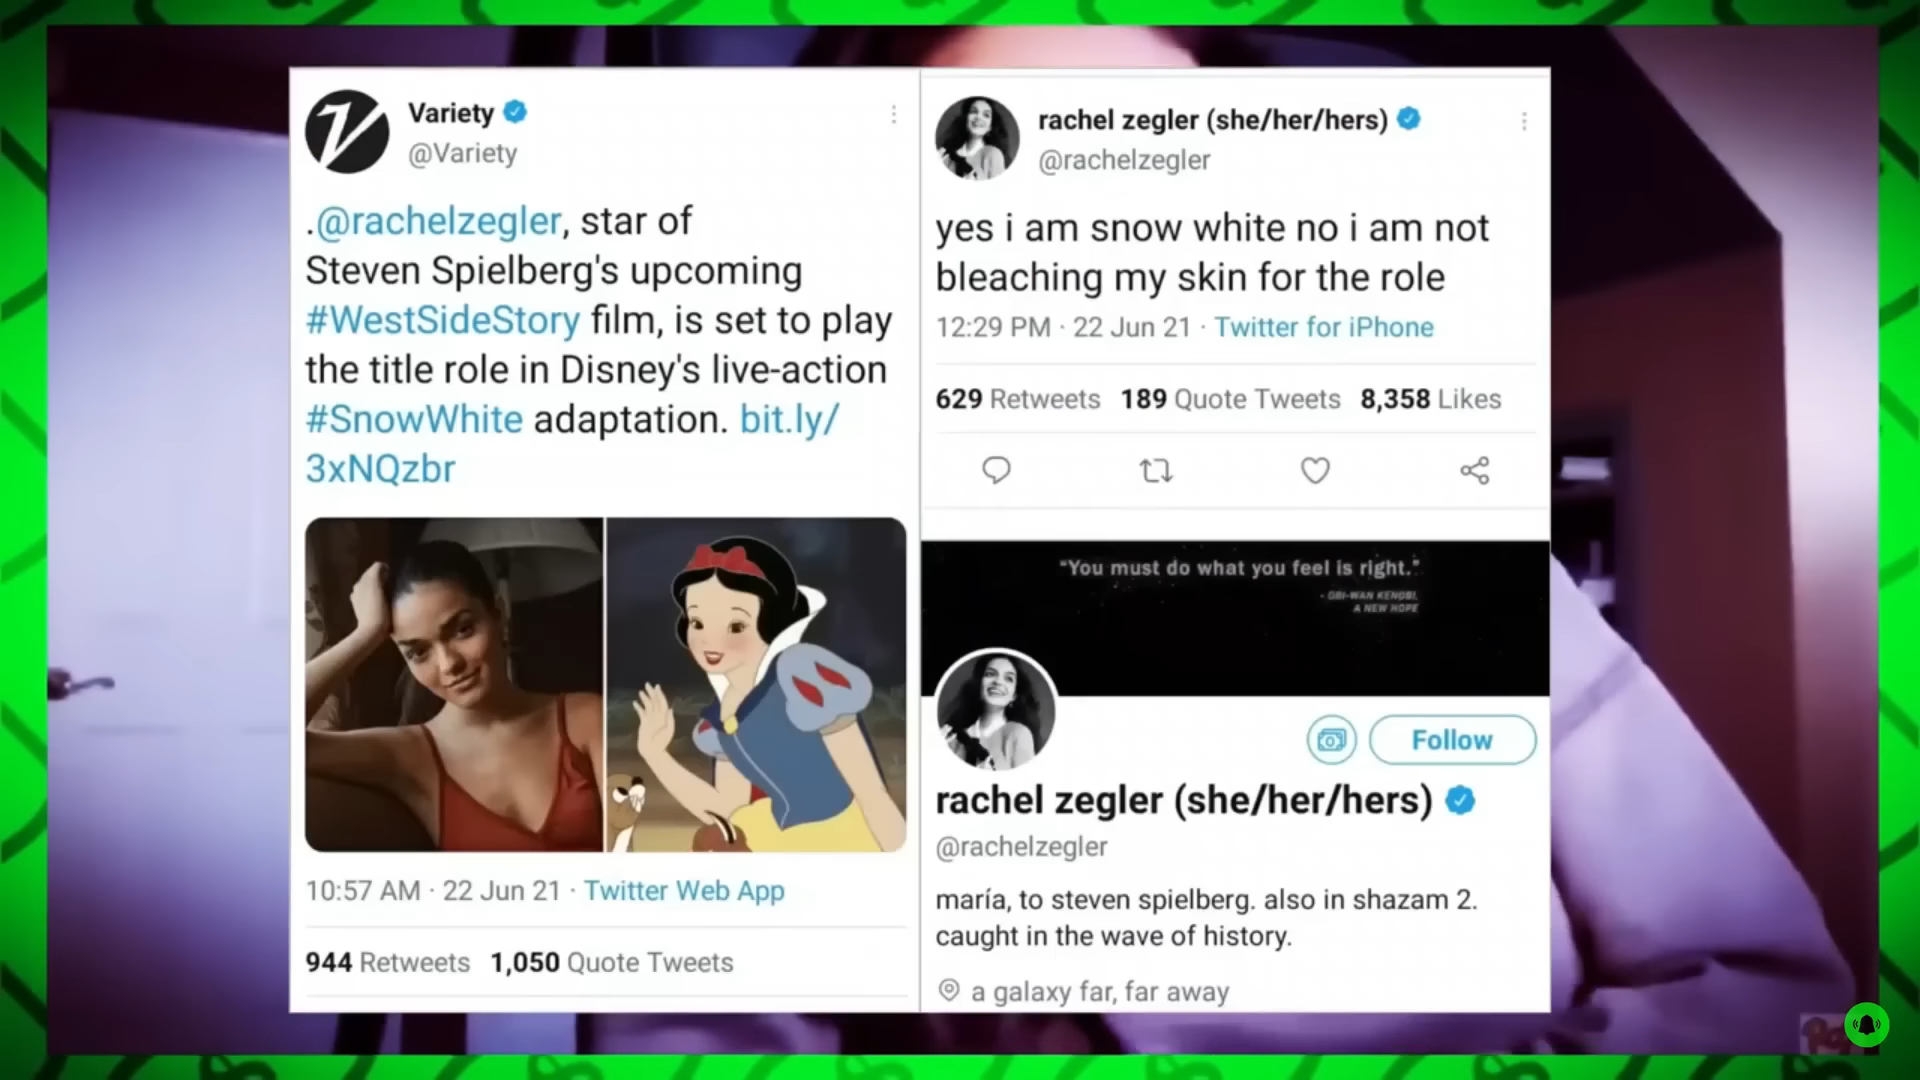 Variety
@Variety
.@rachelzegler, star of
Steven Spielberg's upcoming
#WestSideStory film, is set to play
the title role in Disney's live-action
#SnowWhite adaptation. bit.ly/
3xNQzbr
10:57 AM · 22 Jun 21 · Twitter Web App
944 Retweets 1,050 Quote Tweets
rachel zegler (she/her/hers)
@rachelzegler
yes i am snow white no i am not
bleaching my skin for the role
12:29 PM · 22 Jun 21 · Twitter for iPhone
629 Retweets 189 Quote Tweets 8,358 Likes
"You must do what you feel is right."
- OBI-WAN KENOBI,
A NEW HOPE
Follow
rachel zegler (she/her/hers)
@rachelzegler
maría, to steven spielberg. also in shazam 2.
caught in the wave of history.
a galaxy far, far away